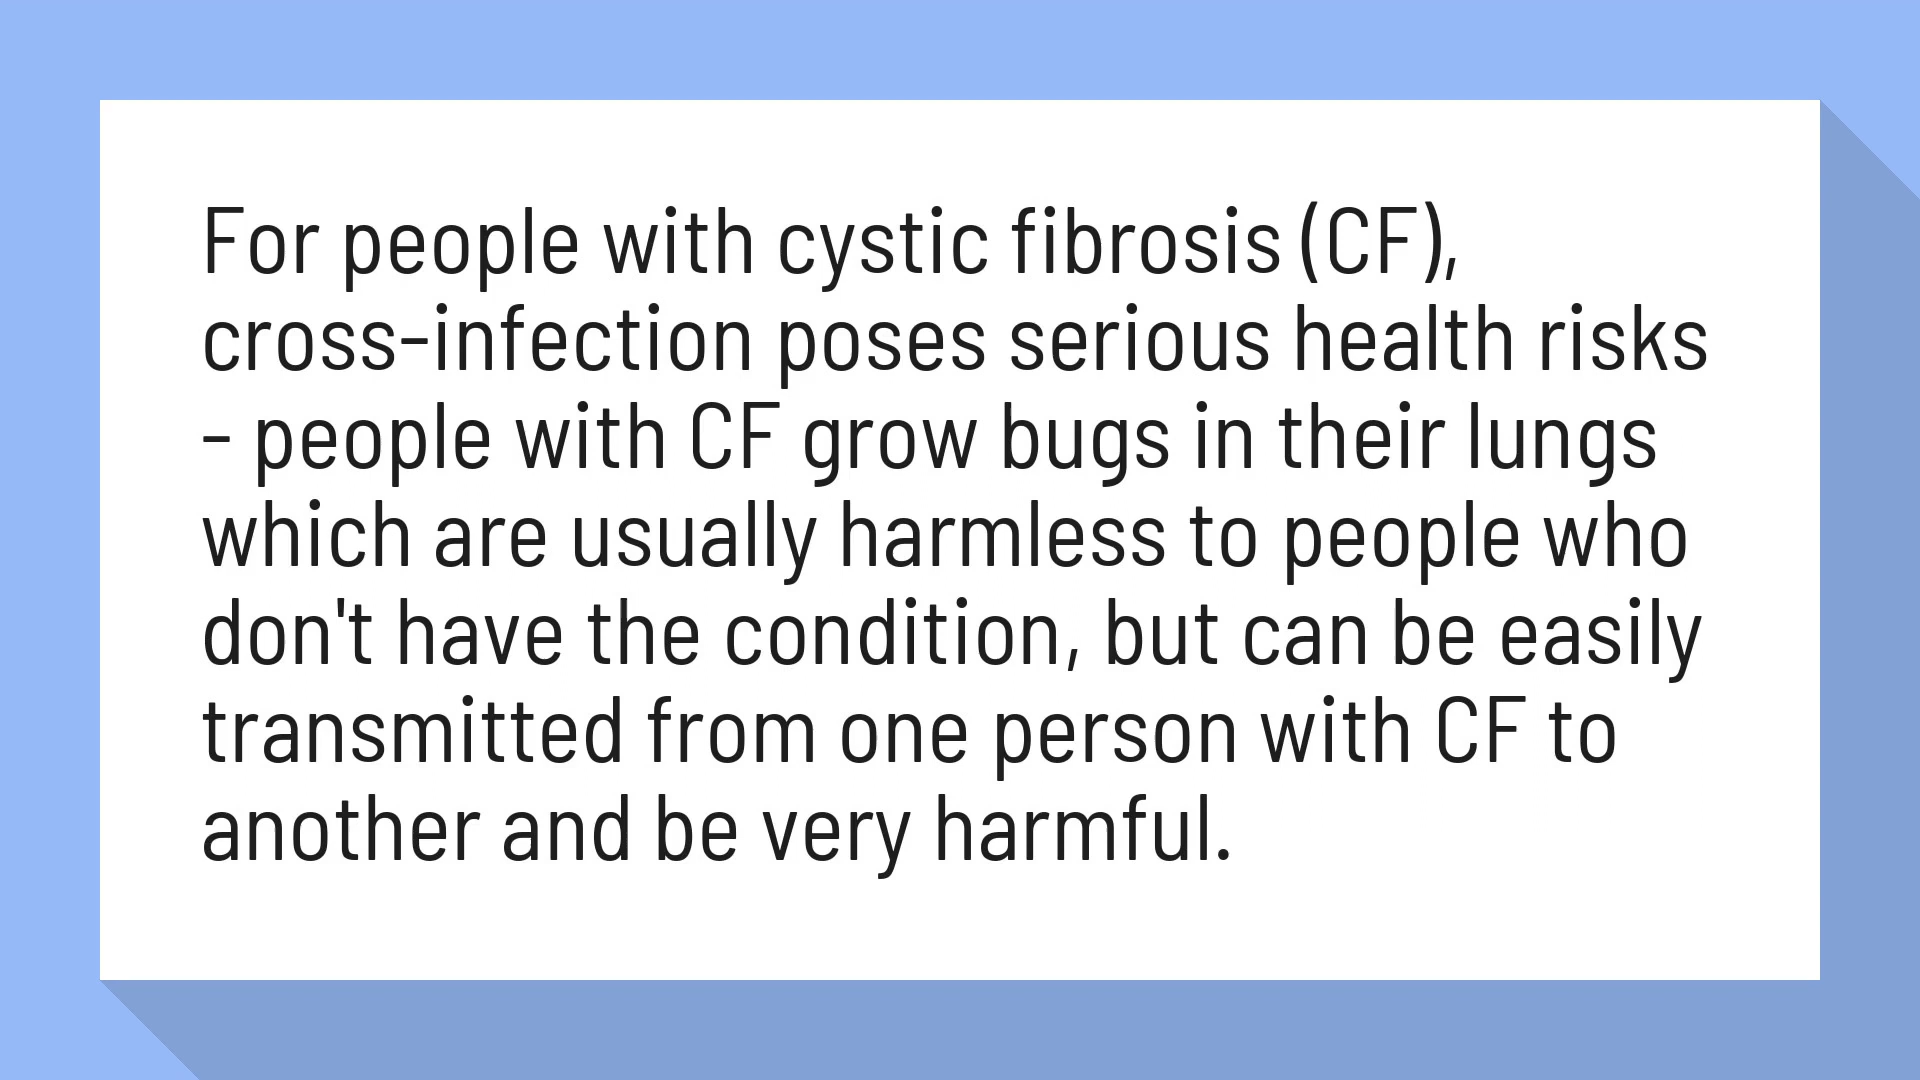 For people with cystic fibrosis (CF),
cross-infection poses serious health risks
- people with CF grow bugs in their lungs
which are usually harmless to people who
don't have the condition, but can be easily
transmitted from one person with CF to
another and be very harmful.